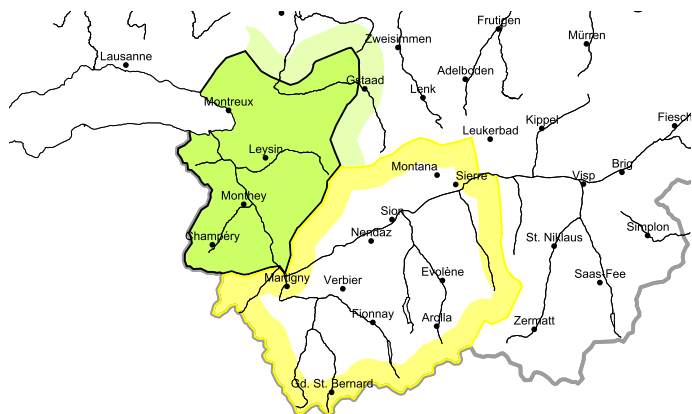 Frutigen
Zweisimmen
Mürren
Lausanne
Adelboden
Gstaad
Lenk
Montreux
Kippel
Fiesch
Leukerbad
Leysin
Montana
Brig
Sierre
Visp
Monthey
Sion
Nendaz
Simplon
Champéry
St. Niklaus
Evolène
Saas-Fee
Martigny
Verbier
Fionnay
Arolla
Zermatt
Gd. St. Bernard